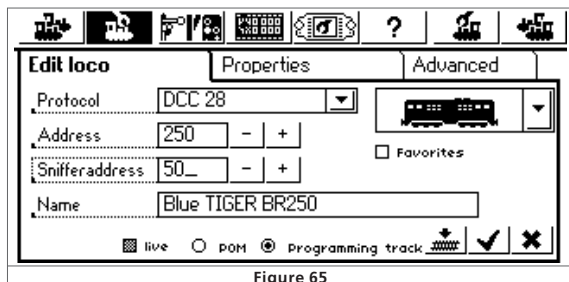 ?
Edit loco Properties Advanced
Protocol DCC 28
Address 250 - +
Favorites
Snifferaddress 50_ - +
Name Blue TIGER BR250
live POM Programming track
Figure 65